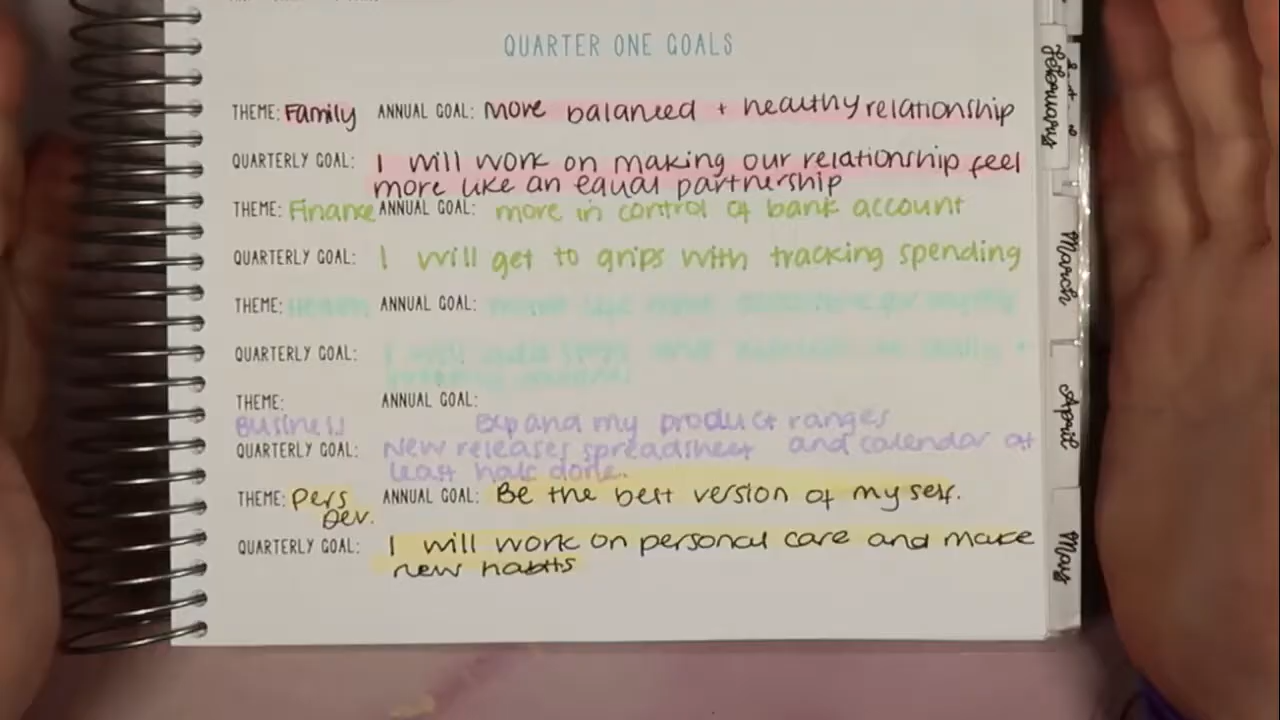 QUARTER ONE GOALS
THEME: Family ANNUAL GOAL: More balanced + healthy relationship
QUARTERLY GOAL: I will work on making our relationship feel
more like an equal partnership
THEME: Finance ANNUAL GOAL: more in control of bank account
QUARTERLY GOAL: I will get to grips with tracking spending
THEME: ANNUAL GOAL:
QUARTERLY GOAL: I will
THEME: ANNUAL GOAL:
Business Expand my product ranges
QUARTERLY GOAL: New releases spreadsheet and calendar at
least half done.
THEME: Pers ANNUAL GOAL: Be the best version of my self.
Dev.
QUARTERLY GOAL: I will work on personal care and make
new habits
February
March
April
May